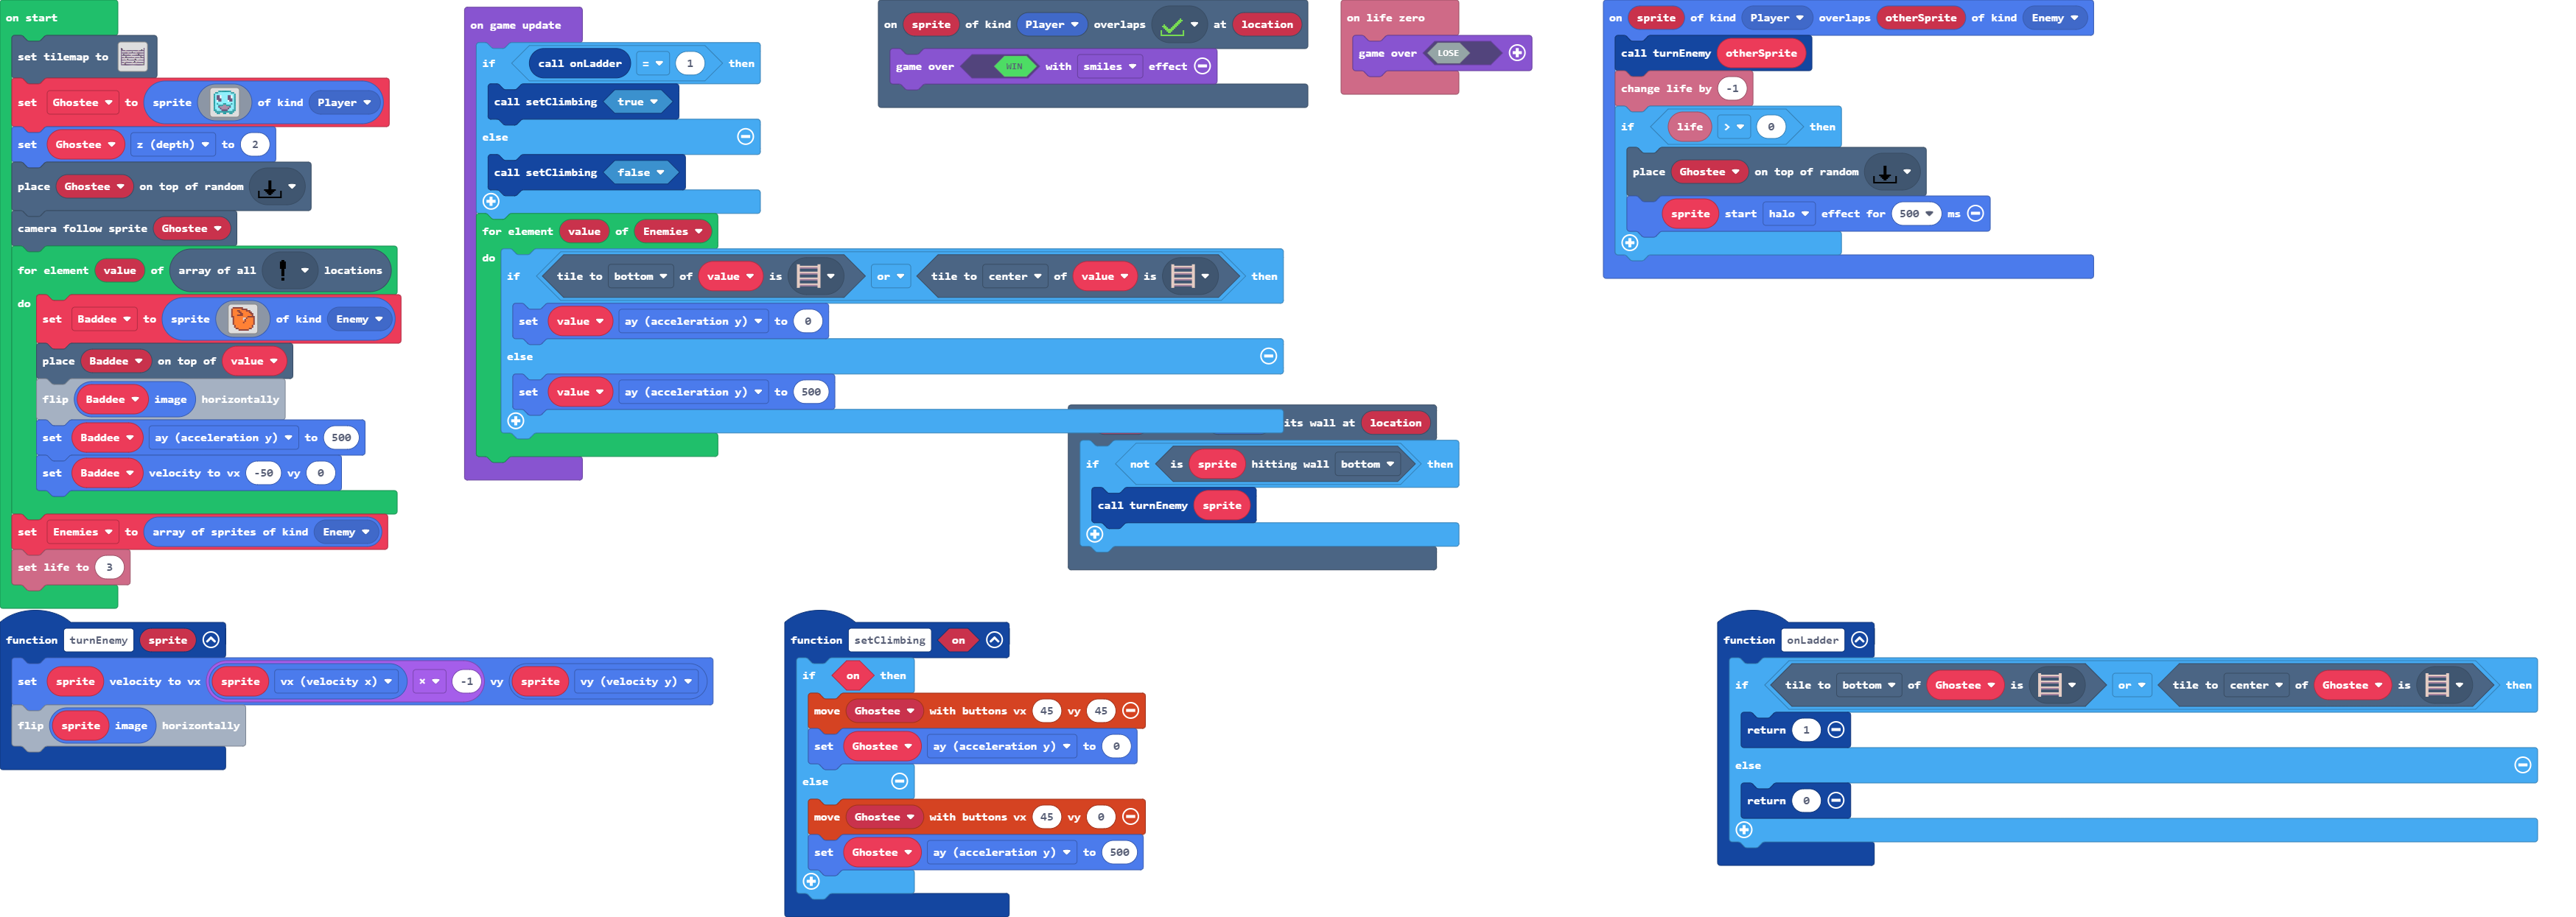 on start
set tilemap to
set Ghostee to sprite of kind Player
set Ghostee z (depth) to 2
place Ghostee on top of random
camera follow sprite Ghostee
for element value of array of all locations
do
set Baddee to sprite of kind Enemy
place Baddee on top of value
flip Baddee image horizontally
set Baddee ay (acceleration y) to 500
set Baddee velocity to vx -50 vy 0
set Enemies to array of sprites of kind Enemy
set life to 3
on game update
if call onLadder = 1 then
call setClimbing true
else
call setClimbing false
for element value of Enemies
do
if tile to bottom of value is or tile to center of value is then
set value ay (acceleration y) to 0
else
set value ay (acceleration y) to 500
on sprite of kind Player overlaps at location
game over WIN with smiles effect
on life zero
game over LOSE
on sprite of kind Player overlaps otherSprite of kind Enemy
call turnEnemy otherSprite
change life by -1
if life > 0 then
place Ghostee on top of random
sprite start halo effect for 500 ms
its wall at location
if not is sprite hitting wall bottom then
call turnEnemy sprite
function turnEnemy sprite
set sprite velocity to vx sprite vx (velocity x) × -1 vy sprite vy (velocity y)
flip sprite image horizontally
function setClimbing on
if on then
move Ghostee with buttons vx 45 vy 45
set Ghostee ay (acceleration y) to 0
else
move Ghostee with buttons vx 45 vy 0
set Ghostee ay (acceleration y) to 500
function onLadder
if tile to bottom of Ghostee is or tile to center of Ghostee is then
return 1
else
return 0